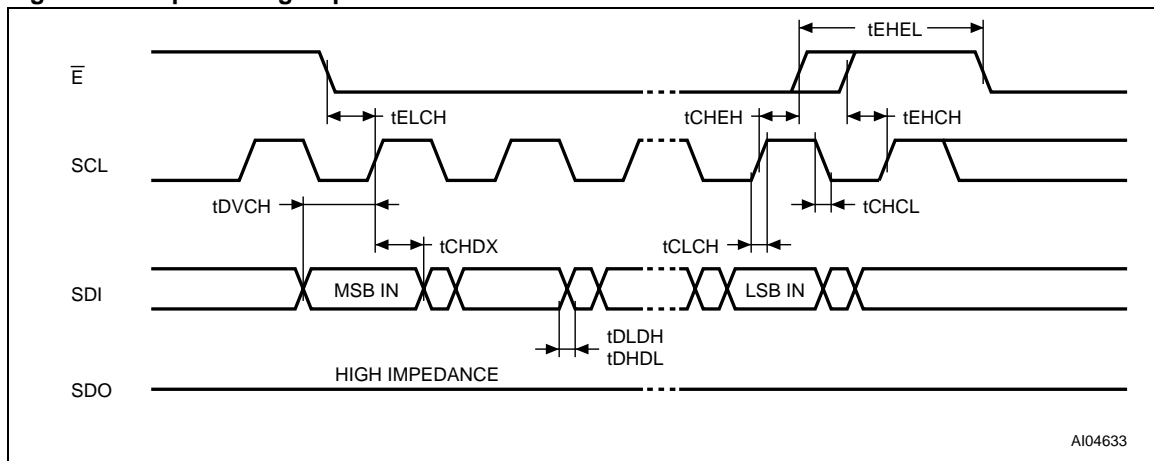 tEHEL
E̅
tELCH
tCHEH
tEHCH
SCL
tDVCH
tCHCL
tCHDX
tCLCH
SDI
MSB IN
LSB IN
tDLDH
tDHDL
HIGH IMPEDANCE
SDO
AI04633